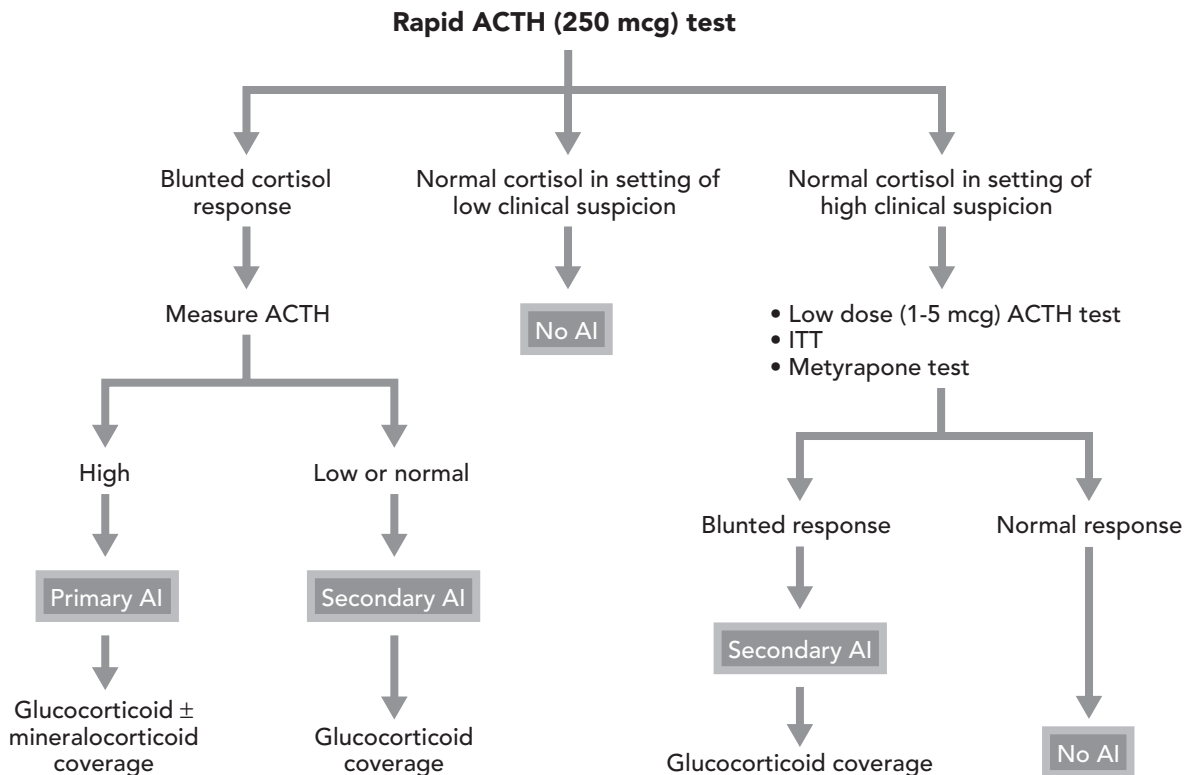 Rapid ACTH (250 mcg) test
Blunted cortisol
response
Normal cortisol in setting of
low clinical suspicion
Normal cortisol in setting of
high clinical suspicion
Measure ACTH
No AI
• Low dose (1-5 mcg) ACTH test
• ITT
• Metyrapone test
High
Low or normal
Blunted response
Normal response
Primary AI
Secondary AI
Secondary AI
Glucocorticoid ±
mineralocorticoid
coverage
Glucocorticoid
coverage
Glucocorticoid coverage
No AI